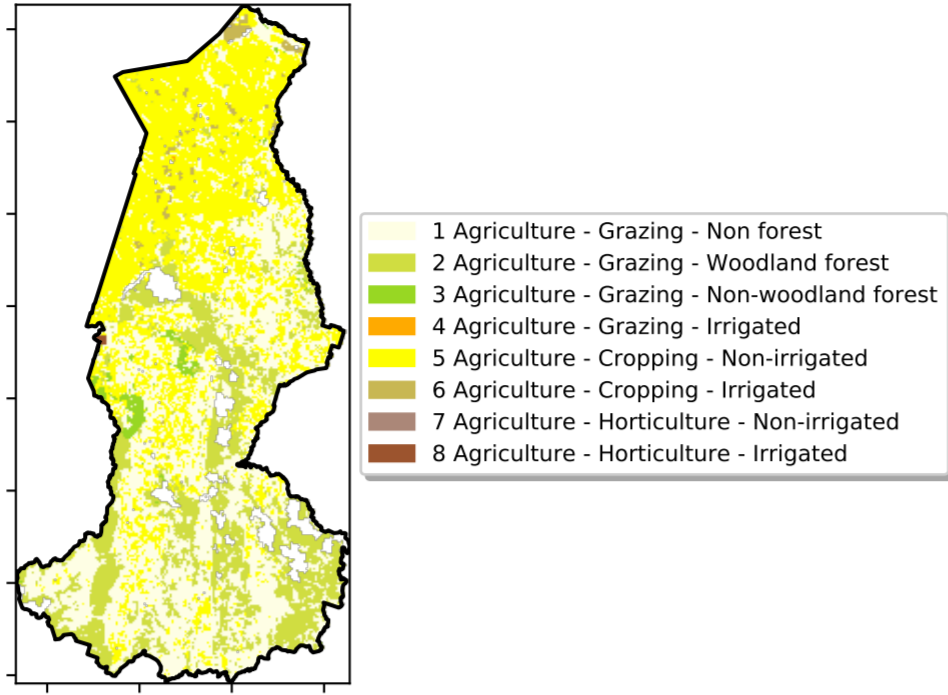 1 Agriculture - Grazing - Non forest
2 Agriculture - Grazing - Woodland forest
3 Agriculture - Grazing - Non-woodland forest
4 Agriculture - Grazing - Irrigated
5 Agriculture - Cropping - Non-irrigated
6 Agriculture - Cropping - Irrigated
7 Agriculture - Horticulture - Non-irrigated
8 Agriculture - Horticulture - Irrigated